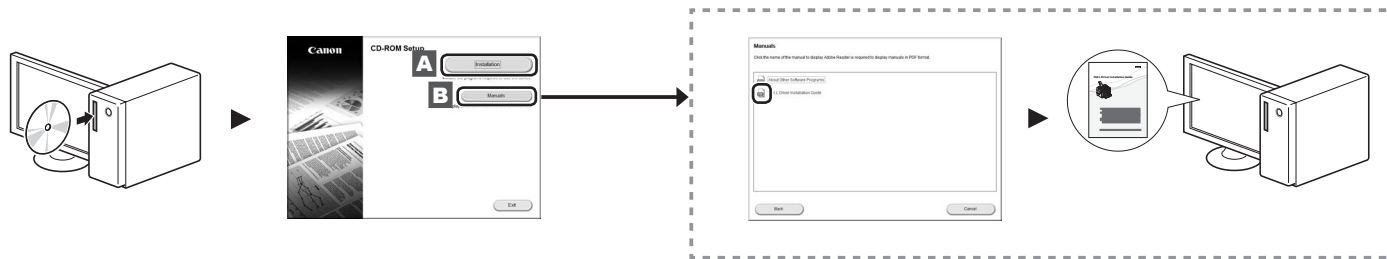 Canon
CD-ROM Setup
A
Installation
B
Manuals
Exit
Manuals
Click the name of the manual to display. Adobe Reader is required to display manuals in PDF format.
About Other Software Programs
Driver Installation Guide
Back
Cancel